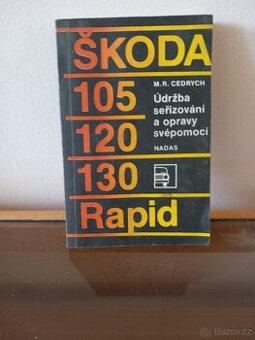 ŠKODA
M.R. CEDRYCH
105
Údržba
seřizování
a opravy
svépomocí
120
NADAS
130
Rapid
© Bazos.cz